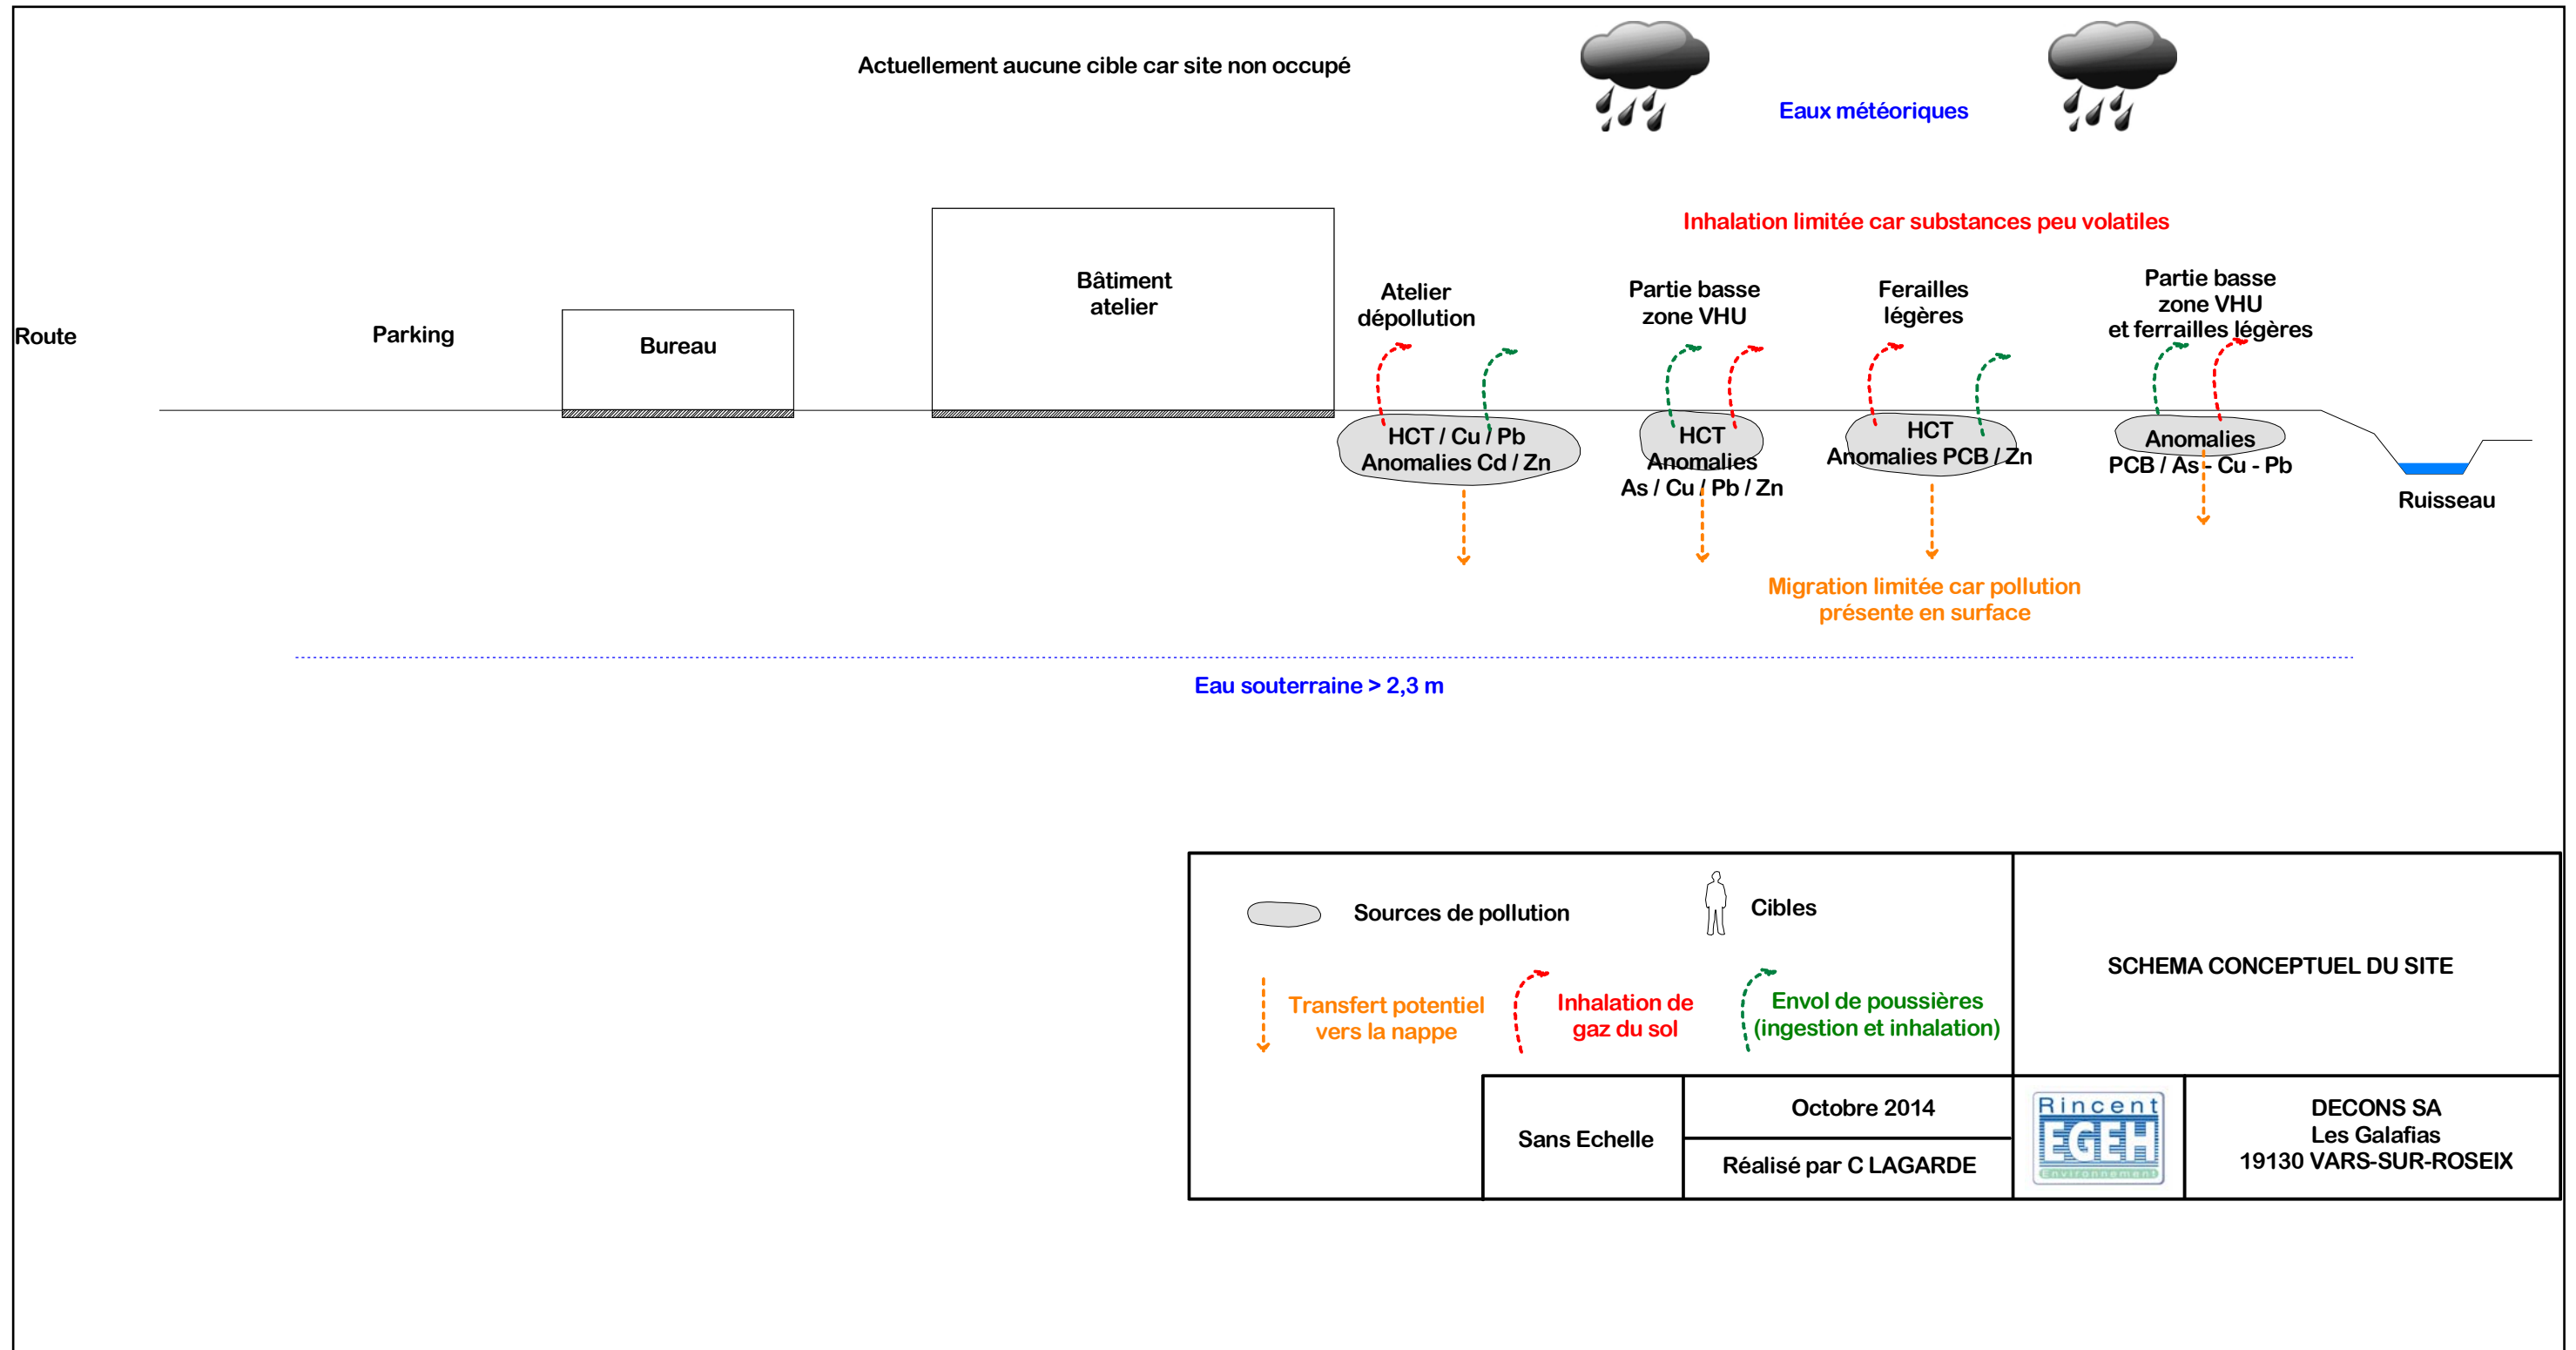 Actuellement aucune cible car site non occupé
Eaux météoriques
Inhalation limitée car substances peu volatiles
Route
Parking
Bureau
Bâtiment
atelier
Atelier
dépollution
Partie basse
zone VHU
Ferailles
légères
Partie basse
zone VHU
et ferrailles légères
HCT / Cu / Pb
Anomalies Cd / Zn
HCT
Anomalies
As / Cu / Pb / Zn
HCT
Anomalies PCB / Zn
Anomalies
PCB / As - Cu - Pb
Ruisseau
Migration limitée car pollution
présente en surface
Eau souterraine > 2,3 m
Sources de pollution
Cibles
Transfert potentiel
vers la nappe
Inhalation de
gaz du sol
Envol de poussières
(ingestion et inhalation)
SCHEMA CONCEPTUEL DU SITE
Sans Echelle
Octobre 2014
Réalisé par C LAGARDE
Rincent
EGEH
Environnement
DECONS SA
Les Galafias
19130 VARS-SUR-ROSEIX